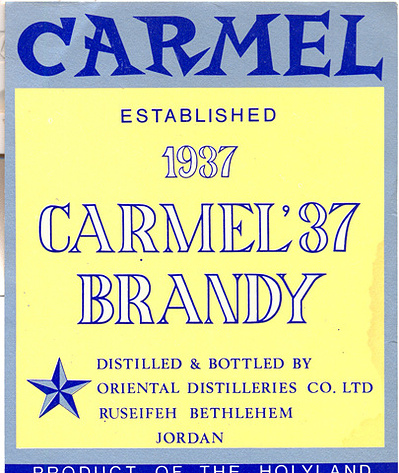 CARMEL
ESTABLISHED
1937
CARMEL'37
BRANDY
DISTILLED & BOTTLED BY
ORIENTAL DISTILLERIES CO. LTD
RUSEIFEH BETHLEHEM
JORDAN
PRODUCT OF THE HOLYLAND